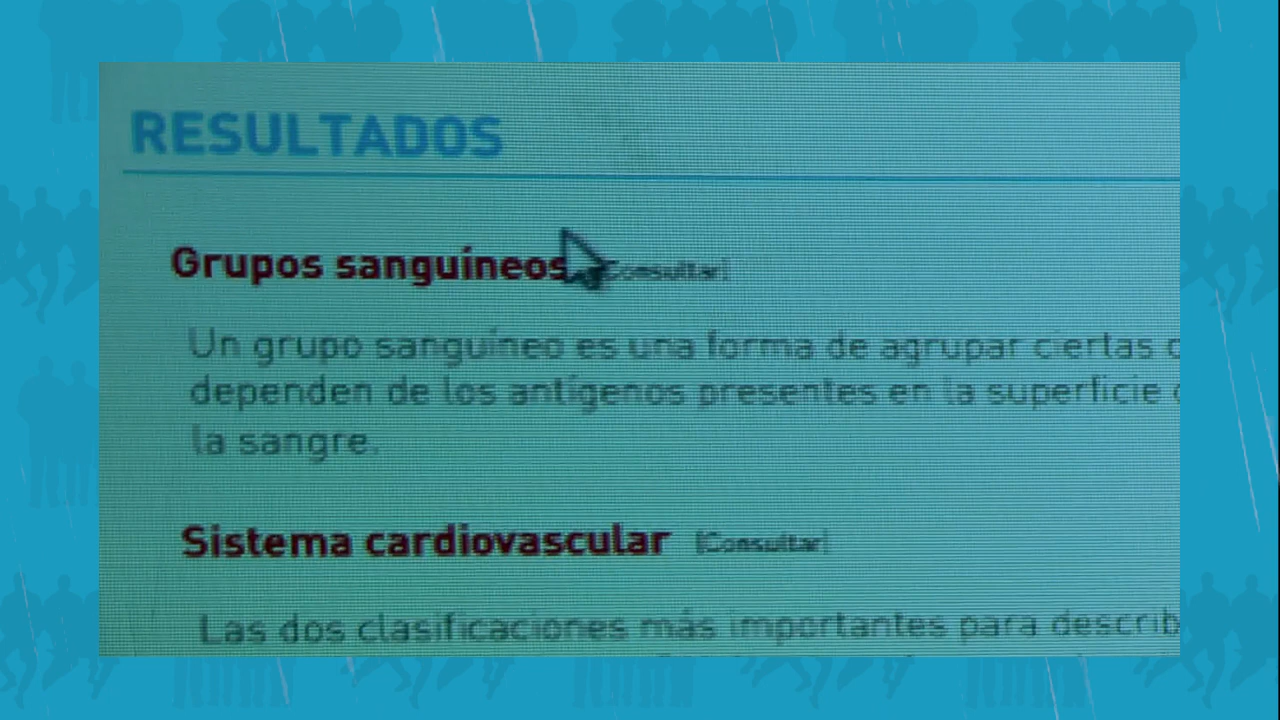 RESULTADOS
Grupos sanguíneos [Consultar]
Un grupo sanguíneo es una forma de agrupar ciertas
dependen de los antígenos presentes en la superficie
la sangre.
Sistema cardiovascular [Consultar]
Las dos clasificaciones más importantes para describ